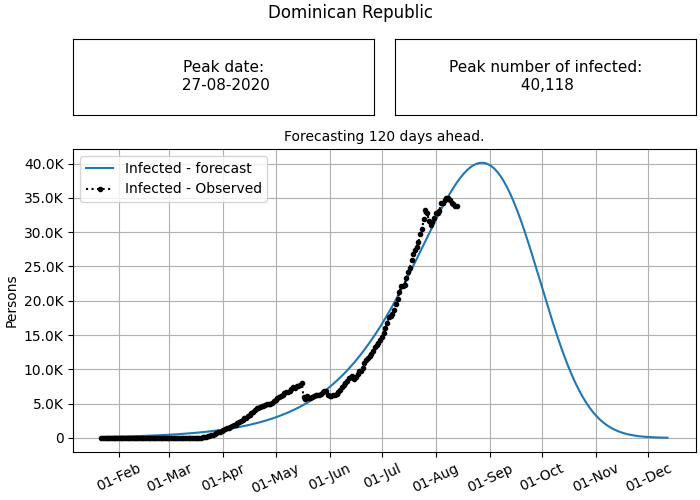 Dominican Republic
Peak date:
27-08-2020
Peak number of infected:
40,118
Forecasting 120 days ahead.
Infected - forecast
Infected - Observed
Persons
40.0K
35.0K
30.0K
25.0K
20.0K
15.0K
10.0K
5.0K
0
01-Feb
01-Mar
01-Apr
01-May
01-Jun
01-Jul
01-Aug
01-Sep
01-Oct
01-Nov
01-Dec